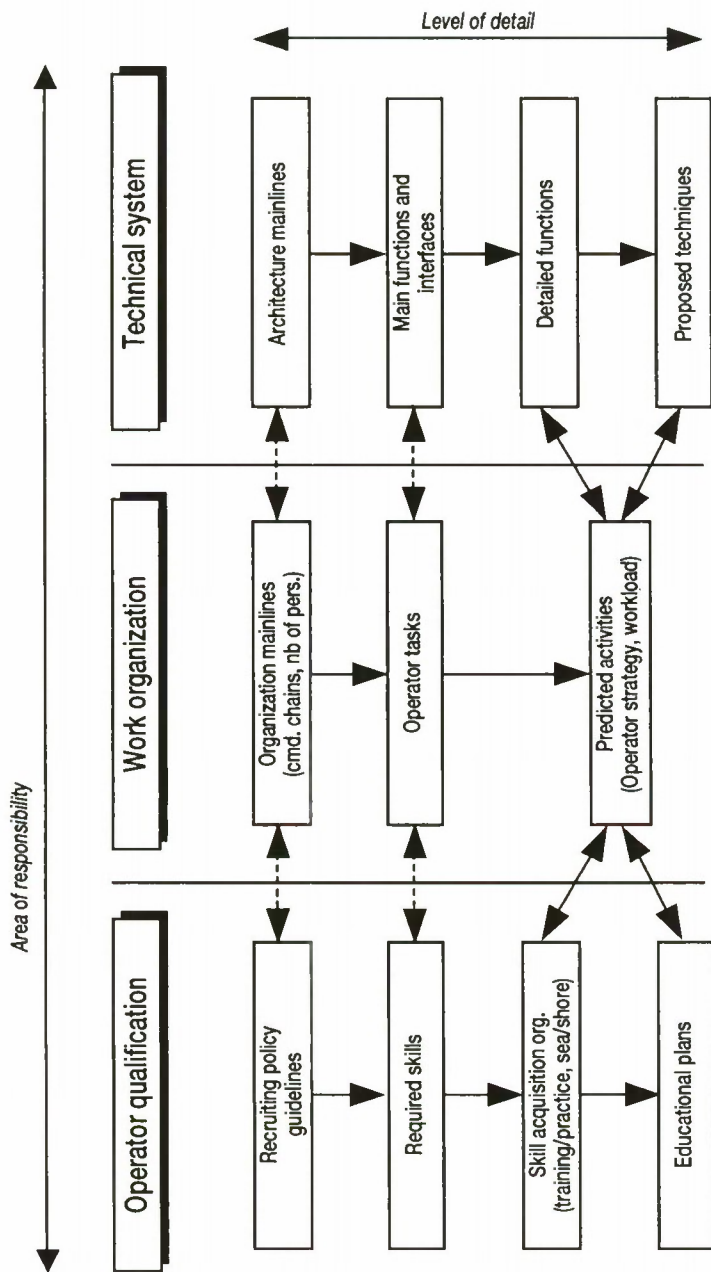 Area of responsibility
Operator qualification
Work organization
Technical system
Level of detail
Recruiting policy
guidelines
Organization mainlines
(cmd. chains, nb of pers.)
Architecture mainlines
Required skills
Operator tasks
Main functions and
interfaces
Skill acquisition org.
(training/practice, sea/shore)
Detailed functions
Predicted activities
(Operator strategy, workload)
Educational plans
Proposed techniques